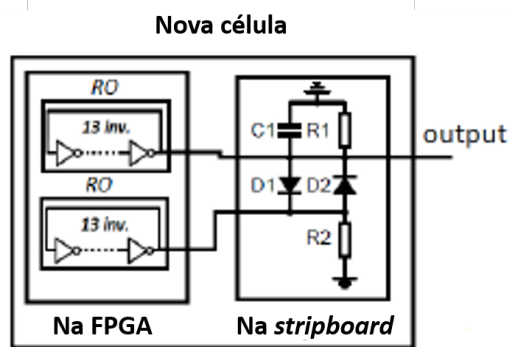 Nova célula
RO
13 inv.
C1 R1
output
D1 D2
RO
13 inv.
R2
Na FPGA
Na stripboard